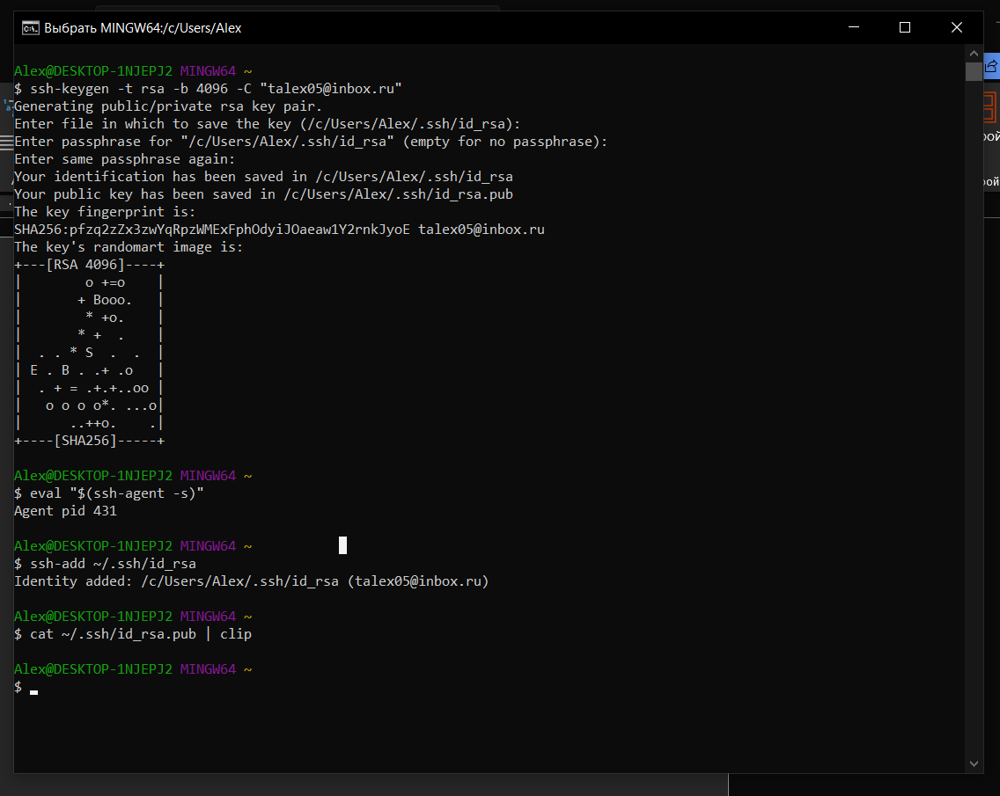 Выбрать MINGW64:/c/Users/Alex
Alex@DESKTOP-1NJEPJ2 MINGW64 ~
$ ssh-keygen -t rsa -b 4096 -C "talex05@inbox.ru"
Generating public/private rsa key pair.
Enter file in which to save the key (/c/Users/Alex/.ssh/id_rsa):
Enter passphrase for "/c/Users/Alex/.ssh/id_rsa" (empty for no passphrase):
Enter same passphrase again:
Your identification has been saved in /c/Users/Alex/.ssh/id_rsa
Your public key has been saved in /c/Users/Alex/.ssh/id_rsa.pub
The key fingerprint is:
SHA256:pfzq2zZx3zwYqRpzWMExFphOdyiJOaeaw1Y2rnkJyoE talex05@inbox.ru
The key's randomart image is:
+---[RSA 4096]----+
|        o +=o    |
|       + Booo.   |
|        * +o.    |
|       * +  .    |
|  . . * S  .  .  |
| E . B . .+ .o   |
|  . + = .+.+..oo |
|   o o o o*. ...o|
|      ..++o.    .|
+----[SHA256]-----+
Alex@DESKTOP-1NJEPJ2 MINGW64 ~
$ eval "$(ssh-agent -s)"
Agent pid 431
Alex@DESKTOP-1NJEPJ2 MINGW64 ~
$ ssh-add ~/.ssh/id_rsa
Identity added: /c/Users/Alex/.ssh/id_rsa (talex05@inbox.ru)
Alex@DESKTOP-1NJEPJ2 MINGW64 ~
$ cat ~/.ssh/id_rsa.pub | clip
Alex@DESKTOP-1NJEPJ2 MINGW64 ~
$